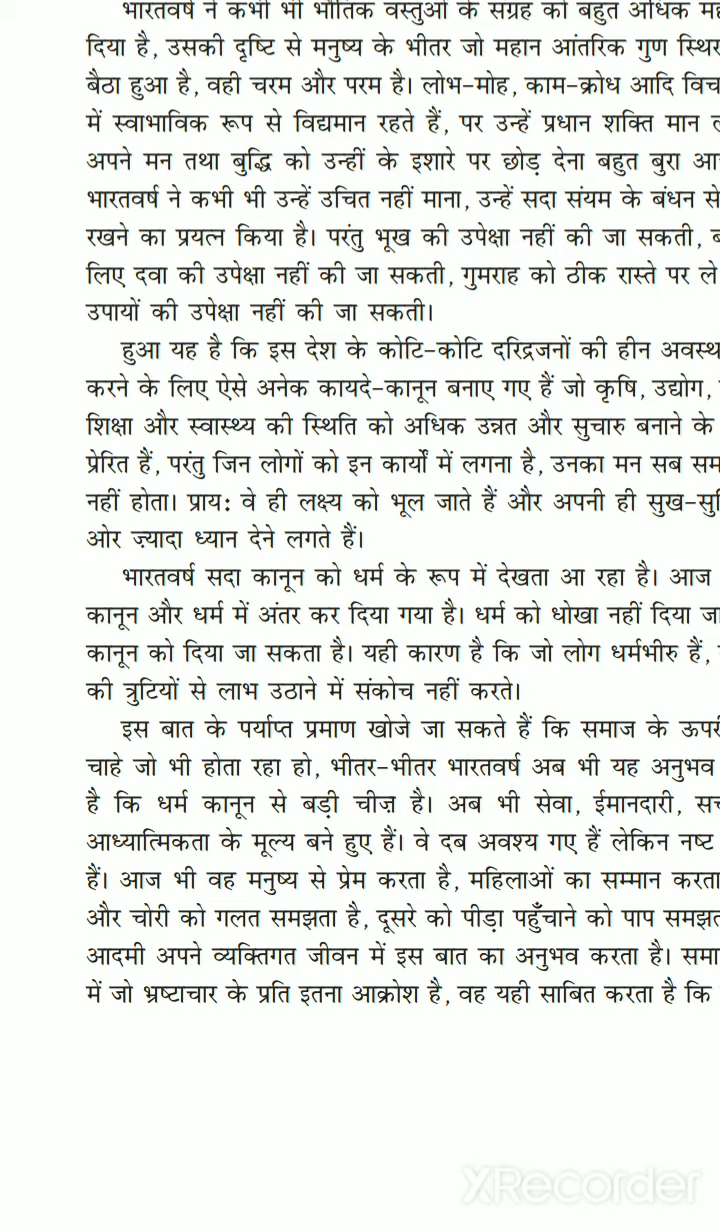 भारतवर्ष ने कभी भी भौतिक वस्तुओं के संग्रह को बहुत अधिक
दिया है, उसकी दृष्टि से मनुष्य के भीतर जो महान आंतरिक गुण स्थिर
बैठा हुआ है, वही चरम और परम है। लोभ-मोह, काम-क्रोध आदि विच
में स्वाभाविक रूप से विद्यमान रहते हैं, पर उन्हें प्रधान शक्ति मान
अपने मन तथा बुद्धि को उन्हीं के इशारे पर छोड़ देना बहुत बुरा
भारतवर्ष ने कभी भी उन्हें उचित नहीं माना, उन्हें सदा संयम के बंधन से
रखने का प्रयत्न किया है। परंतु भूख की उपेक्षा नहीं की जा सकती,
लिए दवा की उपेक्षा नहीं की जा सकती, गुमराह को ठीक रास्ते पर ले
उपायों की उपेक्षा नहीं की जा सकती।
हुआ यह है कि इस देश के कोटि-कोटि दरिद्रजनों की हीन अवस्थ
करने के लिए ऐसे अनेक कायदे-कानून बनाए गए हैं जो कृषि, उद्योग,
शिक्षा और स्वास्थ्य की स्थिति को अधिक उन्नत और सुचारु बनाने के
प्रेरित हैं, परंतु जिन लोगों को इन कार्यों में लगना है, उनका मन सब सम
नहीं होता। प्राय: वे ही लक्ष्य को भूल जाते हैं और अपनी ही
ओर ज़्यादा ध्यान देने लगते हैं।
भारतवर्ष सदा कानून को धर्म के रूप में देखता आ रहा है। आज
कानून और धर्म में अंतर कर दिया गया है। धर्म को धोखा नहीं दिया जा
कानून को दिया जा सकता है। यही कारण है कि जो लोग धर्मभीरु हैं,
की त्रुटियों से लाभ उठाने में संकोच नहीं करते।
इस बात के पर्याप्त प्रमाण खोजे जा सकते हैं कि समाज के ऊपरी
चाहे जो भी होता रहा हो, भीतर-भीतर भारतवर्ष अब भी यह अनुभव
है कि धर्म कानून से बड़ी चीज़ है। अब भी सेवा, ईमानदारी,
आध्यात्मिकता के मूल्य बने हुए हैं। वे दब अवश्य गए हैं लेकिन नष्ट
हैं। आज भी वह मनुष्य से प्रेम करता है, महिलाओं का सम्मान करता
और चोरी को गलत समझता है, दूसरे को पीड़ा पहुँचाने को पाप समझत
आदमी अपने व्यक्तिगत जीवन में इस बात का अनुभव करता है। समा
में जो भ्रष्टाचार के प्रति इतना आक्रोश है, वह यही साबित करता है कि
XRecorder